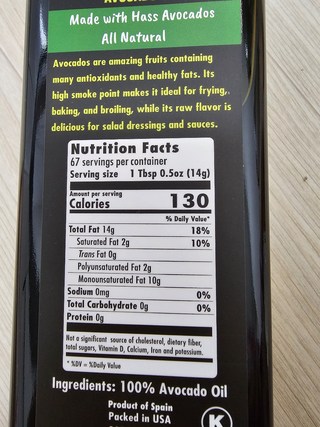 Made with Hass Avocados
All Natural
Avocados are amazing fruits containing
many antioxidants and healthy fats. Its
high smoke point makes it ideal for frying,
baking, and broiling, while its raw flavor is
delicious for salad dressings and sauces.
Nutrition Facts
67 servings per container
Serving size 1 Tbsp 0.5oz (14g)
Amount per serving
Calories 130
% Daily Value*
Total Fat 14g 18%
Saturated Fat 2g 10%
Trans Fat 0g
Polyunsaturated Fat 2g
Monounsaturated Fat 10g
Sodium 0mg 0%
Total Carbohydrate 0g 0%
Protein 0g
Not a significant source of cholesterol, dietary fiber,
total sugars, Vitamin D, Calcium, Iron and potassium.
* %DV = %Daily Value
Ingredients: 100% Avocado Oil
Product of Spain
Packed in USA
K